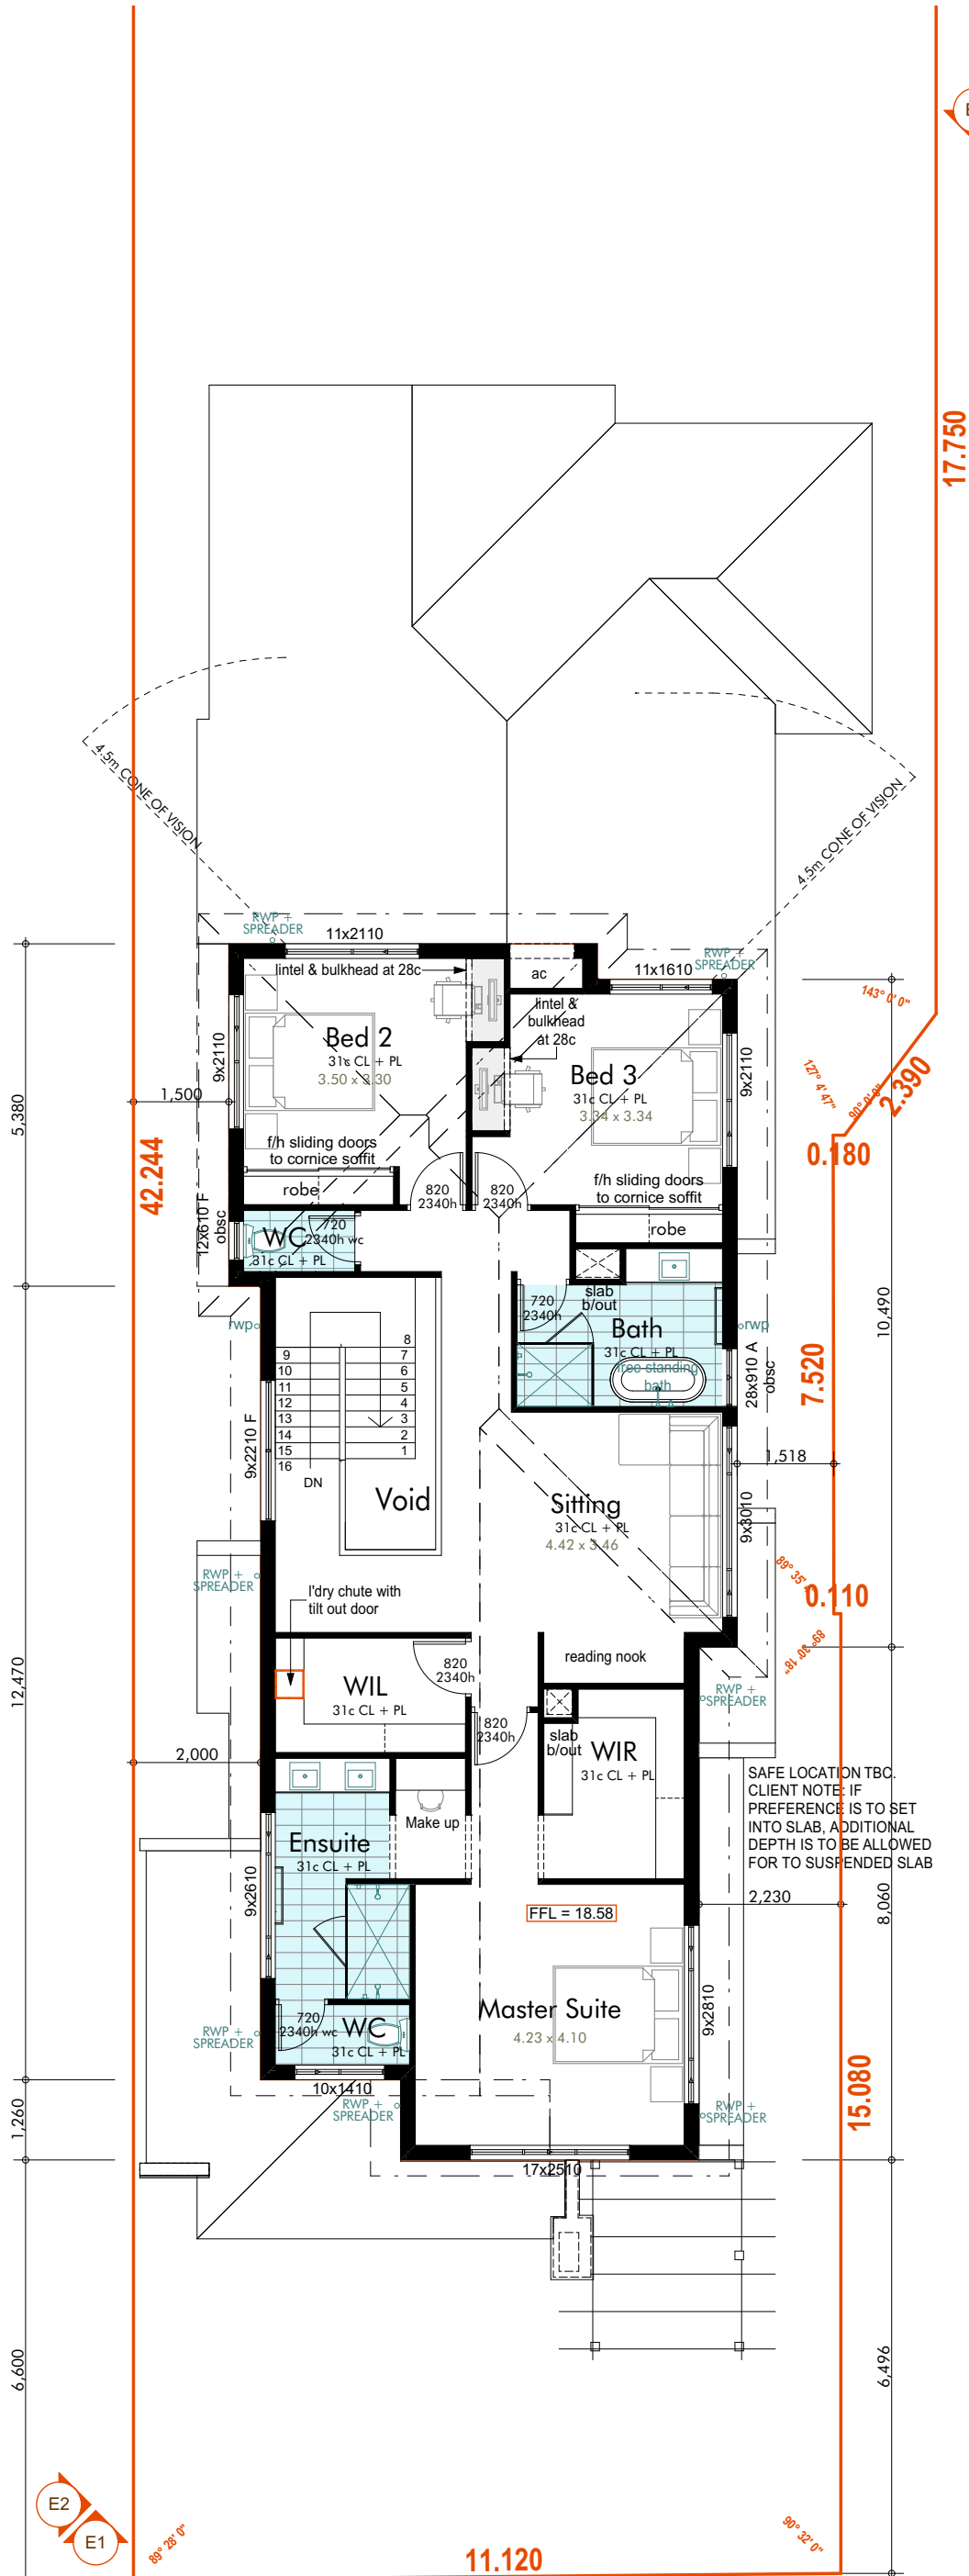 E
17.750
4.5m CONE OF VISION
4.5m CONE OF VISION
RWP +
SPREADER
11x2110
RWP +
SPREADER
11x1610
lintel & bulkhead at 28c
ac
143° 0' 0"
lintel &
bulkhead
at 28c
Bed 2
31c CL + PL
3.50 x 3.30
9x2110
Bed 3
31c CL + PL
3.34 x 3.34
9x2110
127° 4' 47"
90° 0' 0"
2.390
1,500
5,380
0.180
42.244
f/h sliding doors
to cornice soffit
robe
820
2340h
820
2340h
f/h sliding doors
to cornice soffit
robe
12x610 F
obsc
WC
31c CL + PL
720
2340h wc
slab
b/out
720
2340h
Bath
31c CL + PL
free standing
bath
28x910 A
obsc
rwp
rwp
10,490
7.520
8
9
7
10
6
11
5
12
4
13
3
14
2
15
1
16
DN
9x2210 F
Void
Sitting
31c CL + PL
4.42 x 3.46
9x3010
1,518
RWP +
SPREADER
l'dry chute with
tilt out door
0.110
89° 30' 18"
reading nook
12,470
WIL
31c CL + PL
820
2340h
820
2340h
slab
b/out
WIR
31c CL + PL
RWP +
SPREADER
2,000
SAFE LOCATION TBC.
CLIENT NOTE: IF
PREFERENCE IS TO SET
INTO SLAB, ADDITIONAL
DEPTH IS TO BE ALLOWED
FOR TO SUSPENDED SLAB
Make up
Ensuite
31c CL + PL
9x2610
2,230
8,060
FFL = 18.58
Master Suite
4.23 x 4.10
9x2810
720
2340h wc
WC
31c CL + PL
RWP +
SPREADER
10x1410
RWP +
SPREADER
RWP +
SPREADER
15.080
1,260
17x2510
6,600
6,496
E2
E1
89° 28' 0"
90° 32' 0"
11.120